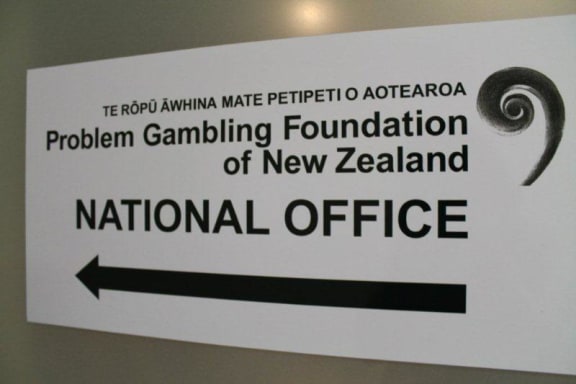 TE RŌPŪ ĀWHINA MATE PETIPETI O AOTEAROA
Problem Gambling Foundation
of New Zealand
NATIONAL OFFICE